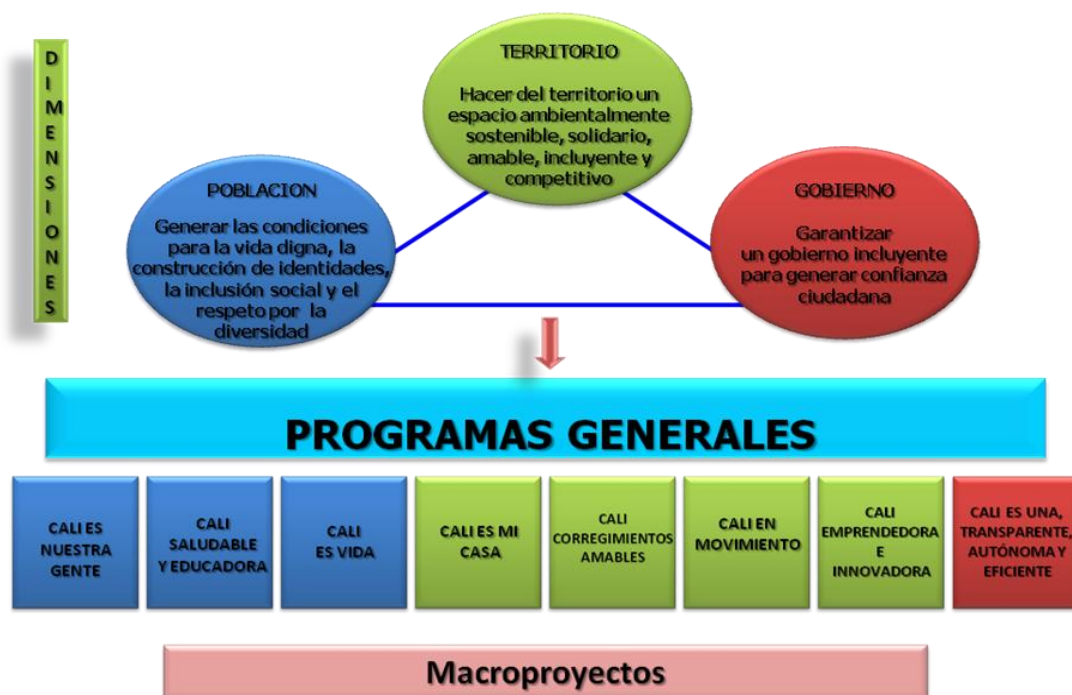 DIMENSIONES
TERRITORIO
Hacer del territorio un
espacio ambientalmente
sostenible, solidario,
amable, incluyente y
competitivo
POBLACION
Generar las condiciones
para la vida digna, la
construcción de identidades,
la inclusión social y el
respeto por la
diversidad
GOBIERNO
Garantizar
un gobierno incluyente
para generar confianza
ciudadana
PROGRAMAS GENERALES
CALI ES
NUESTRA
GENTE
CALI
SALUDABLE
Y EDUCADORA
CALI
ES VIDA
CALI ES MI
CASA
CALI
CORREGIMIENTOS
AMABLES
CALI EN
MOVIMIENTO
CALI
EMPRENDEDORA
E
INNOVADORA
CALI ES UNA,
TRANSPARENTE,
AUTÓNOMA Y
EFICIENTE
Macroproyectos